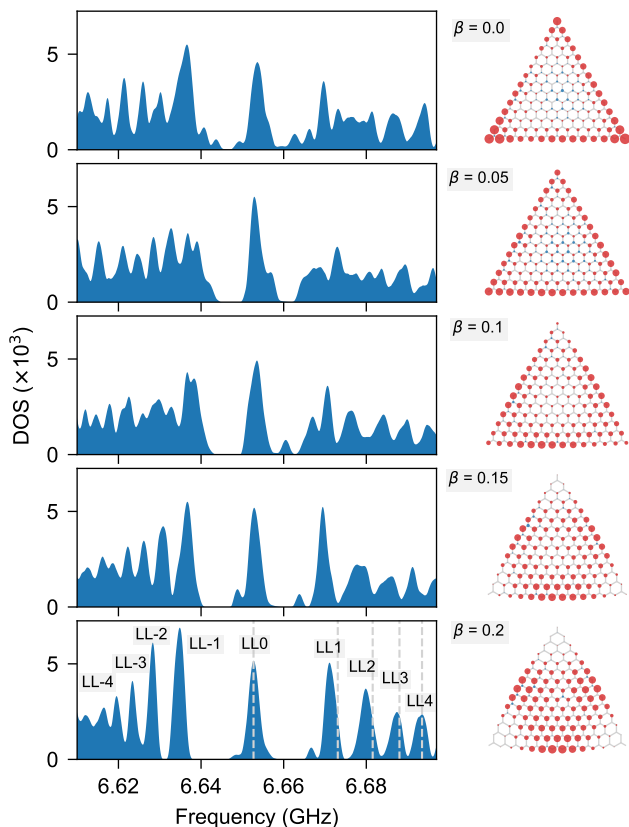 β = 0.0
5
0
β = 0.05
5
0
β = 0.1
5
0
DOS (×10³)
β = 0.15
5
0
β = 0.2
LL-2
LL-1
LL0
LL1
LL-3
LL2
LL-4
LL3
LL4
5
0
6.62 6.64 6.66 6.68
Frequency (GHz)